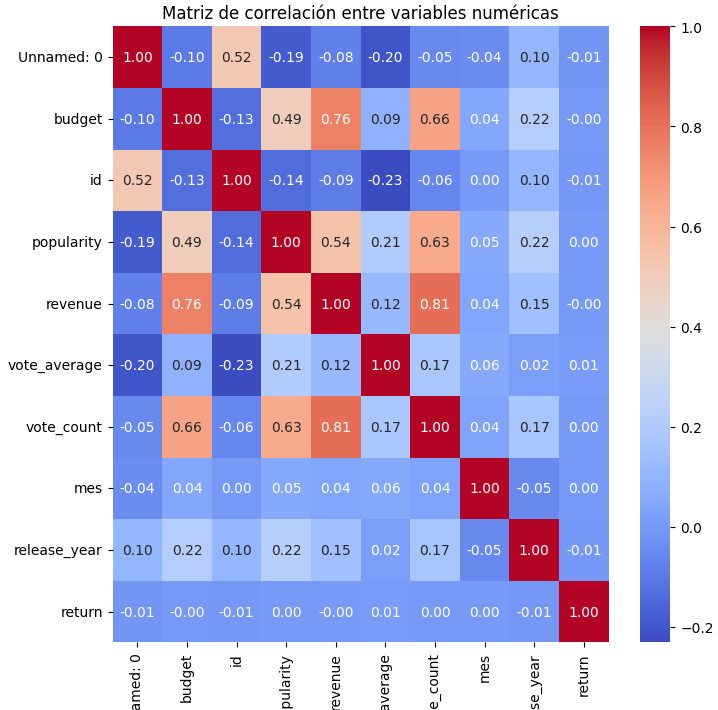 Matriz de correlación entre variables numéricas
Unnamed: 0 1.00 -0.10 0.52 -0.19 -0.08 -0.20 -0.05 -0.04 0.10 -0.01
budget -0.10 1.00 -0.13 0.49 0.76 0.09 0.66 0.04 0.22 -0.00
id 0.52 -0.13 1.00 -0.14 -0.09 -0.23 -0.06 0.00 0.10 -0.01
popularity -0.19 0.49 -0.14 1.00 0.54 0.21 0.63 0.05 0.22 0.00
revenue -0.08 0.76 -0.09 0.54 1.00 0.12 0.81 0.04 0.15 -0.00
vote_average -0.20 0.09 -0.23 0.21 0.12 1.00 0.17 0.06 0.02 0.01
vote_count -0.05 0.66 -0.06 0.63 0.81 0.17 1.00 0.04 0.17 0.00
mes -0.04 0.04 0.00 0.05 0.04 0.06 0.04 1.00 -0.05 0.00
release_year 0.10 0.22 0.10 0.22 0.15 0.02 0.17 -0.05 1.00 -0.01
return -0.01 -0.00 -0.01 0.00 -0.00 0.01 0.00 0.00 -0.01 1.00
amed: 0 budget id pularity revenue average e_count mes se_year return
1.0
0.8
0.6
0.4
0.2
0.0
−0.2